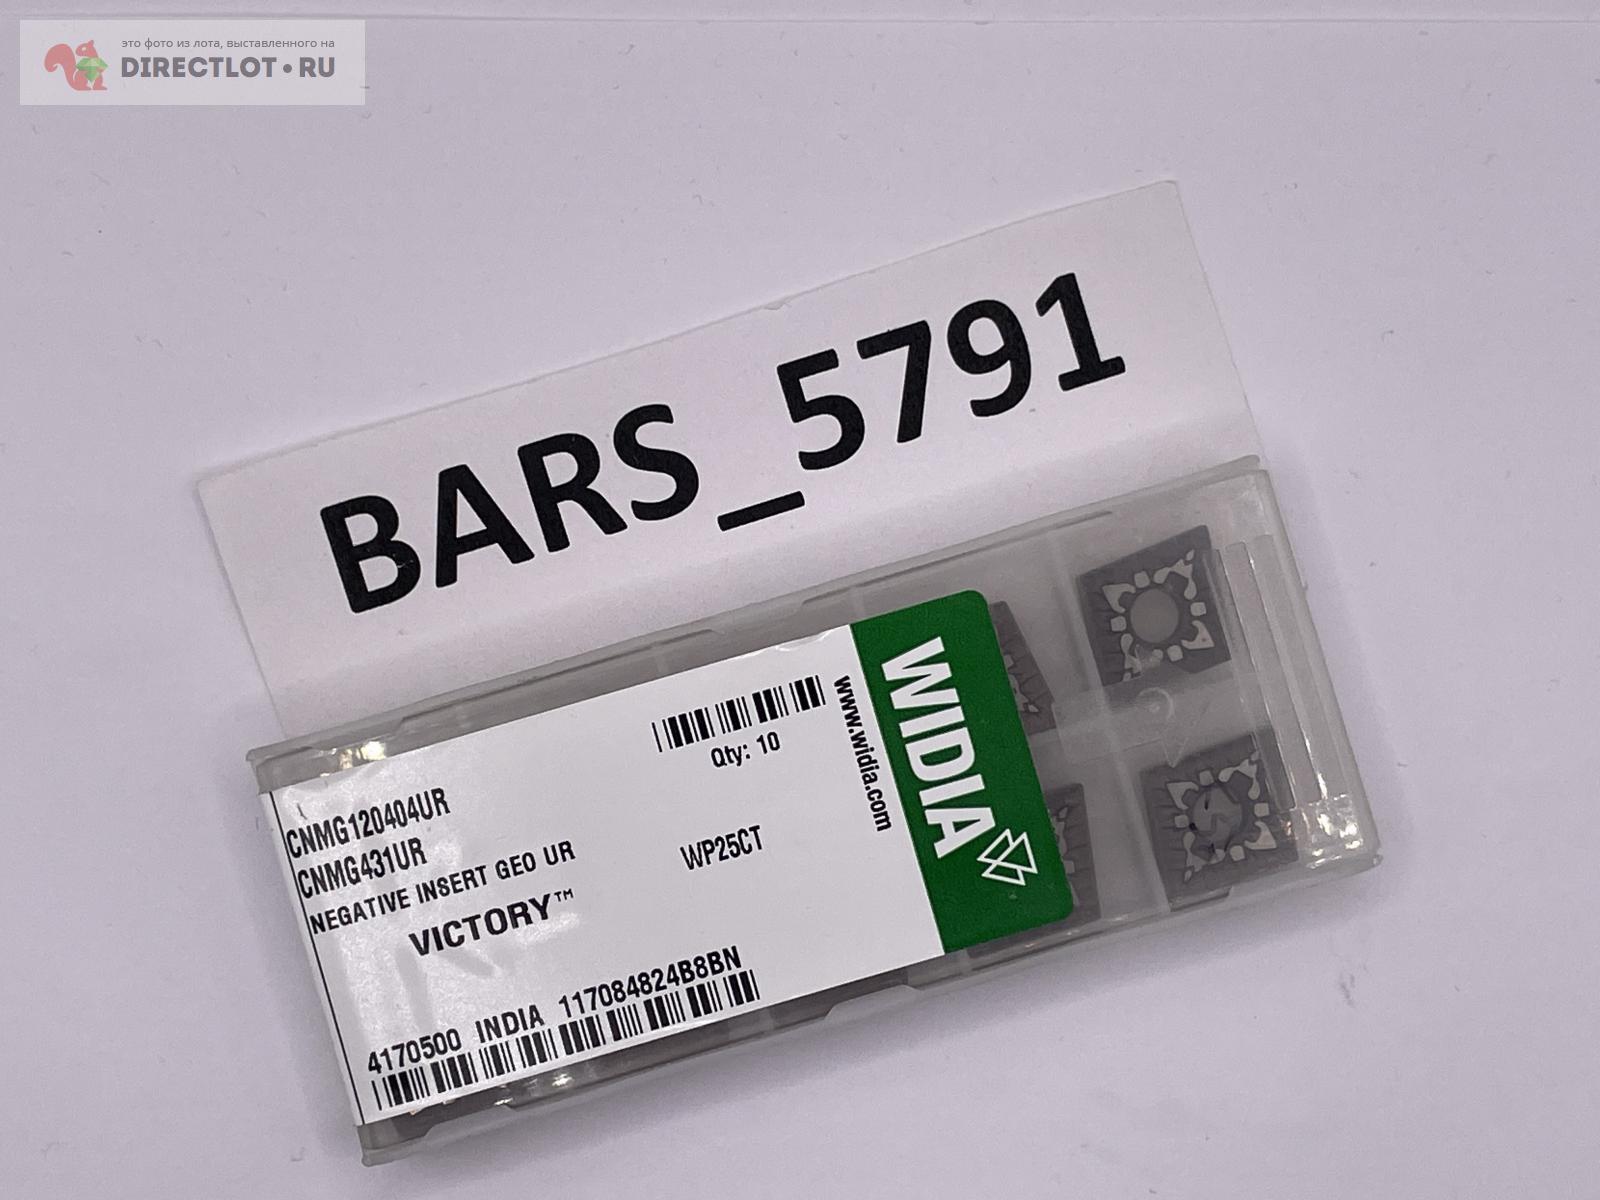 это фото из лота, выставленного на
DIRECTLOT•RU
BARS_5791
Qty: 10
www.widia.com
WIDIA
CNMG120404UR
CNMG431UR
NEGATIVE INSERT GEO UR
WP25CT
VICTORY™
4170500 INDIA 117084824B8BN